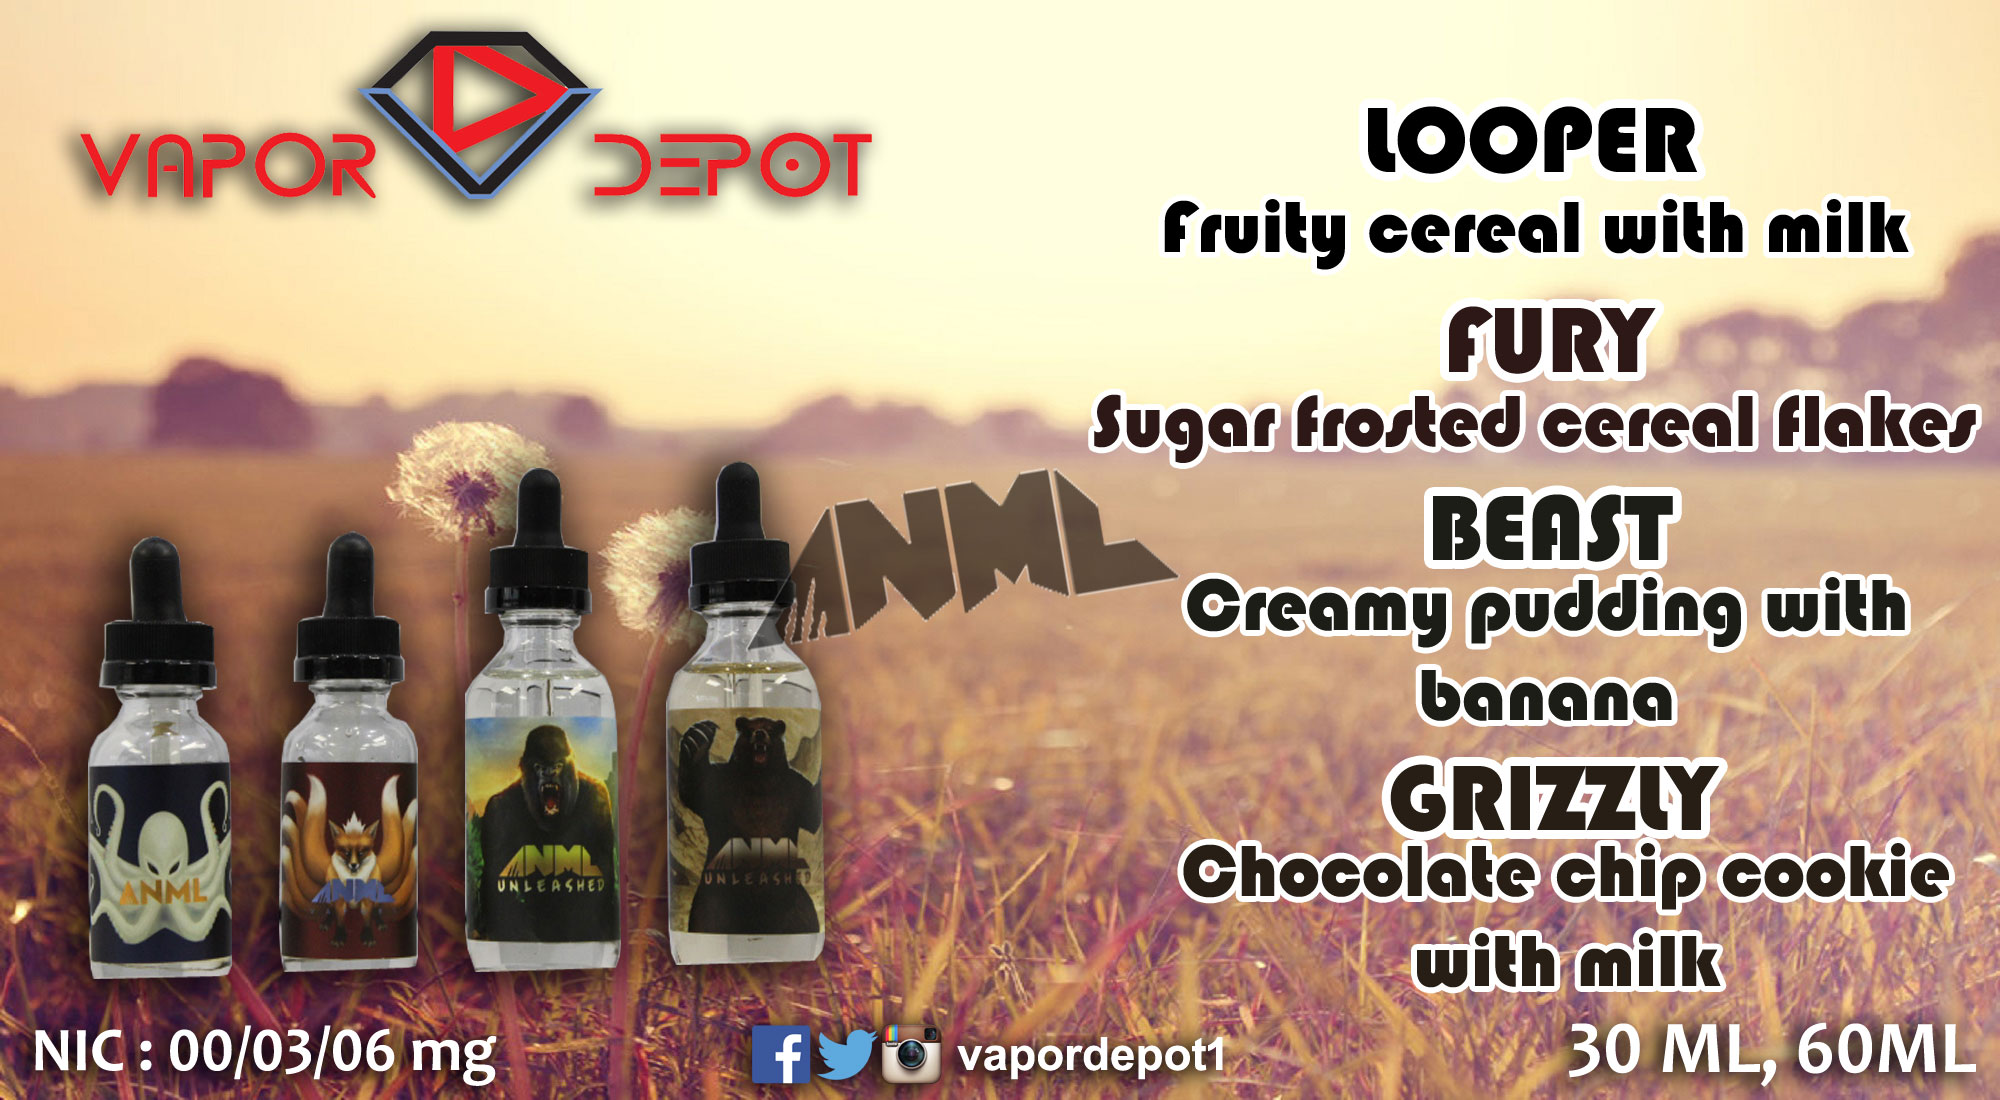 VAPOR DEPOT
LOOPER
Fruity cereal with milk
FURY
Sugar frosted cereal flakes
BEAST
Creamy pudding with
banana
GRIZZLY
Chocolate chip cookie
with milk
ANML
ANML
ANML
ANML
UNLEASHED
ANML
UNLEASHED
NIC : 00/03/06 mg
vapordepot1
30 ML, 60ML